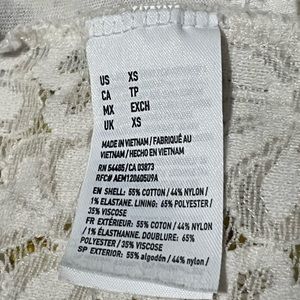 US XS
CA TP
MX EXCH
UK XS
MADE IN VIETNAM / FABRIQUÉ AU
VIETNAM / HECHO EN VIETNAM
RN 54485/CA 03873
RFC# AEM120605U9A
EN SHELL: 55% COTTON / 44% NYLON /
1% ELASTANE. LINING: 65% POLYESTER /
35% VISCOSE
FR EXTÉRIEUR: 55% COTON / 44% NYLON /
1% ÉLASTHANNE. DOUBLURE: 65%
POLYESTER / 35% VISCOSE
SP EXTERIOR: 55% algodón / 44% nylon /